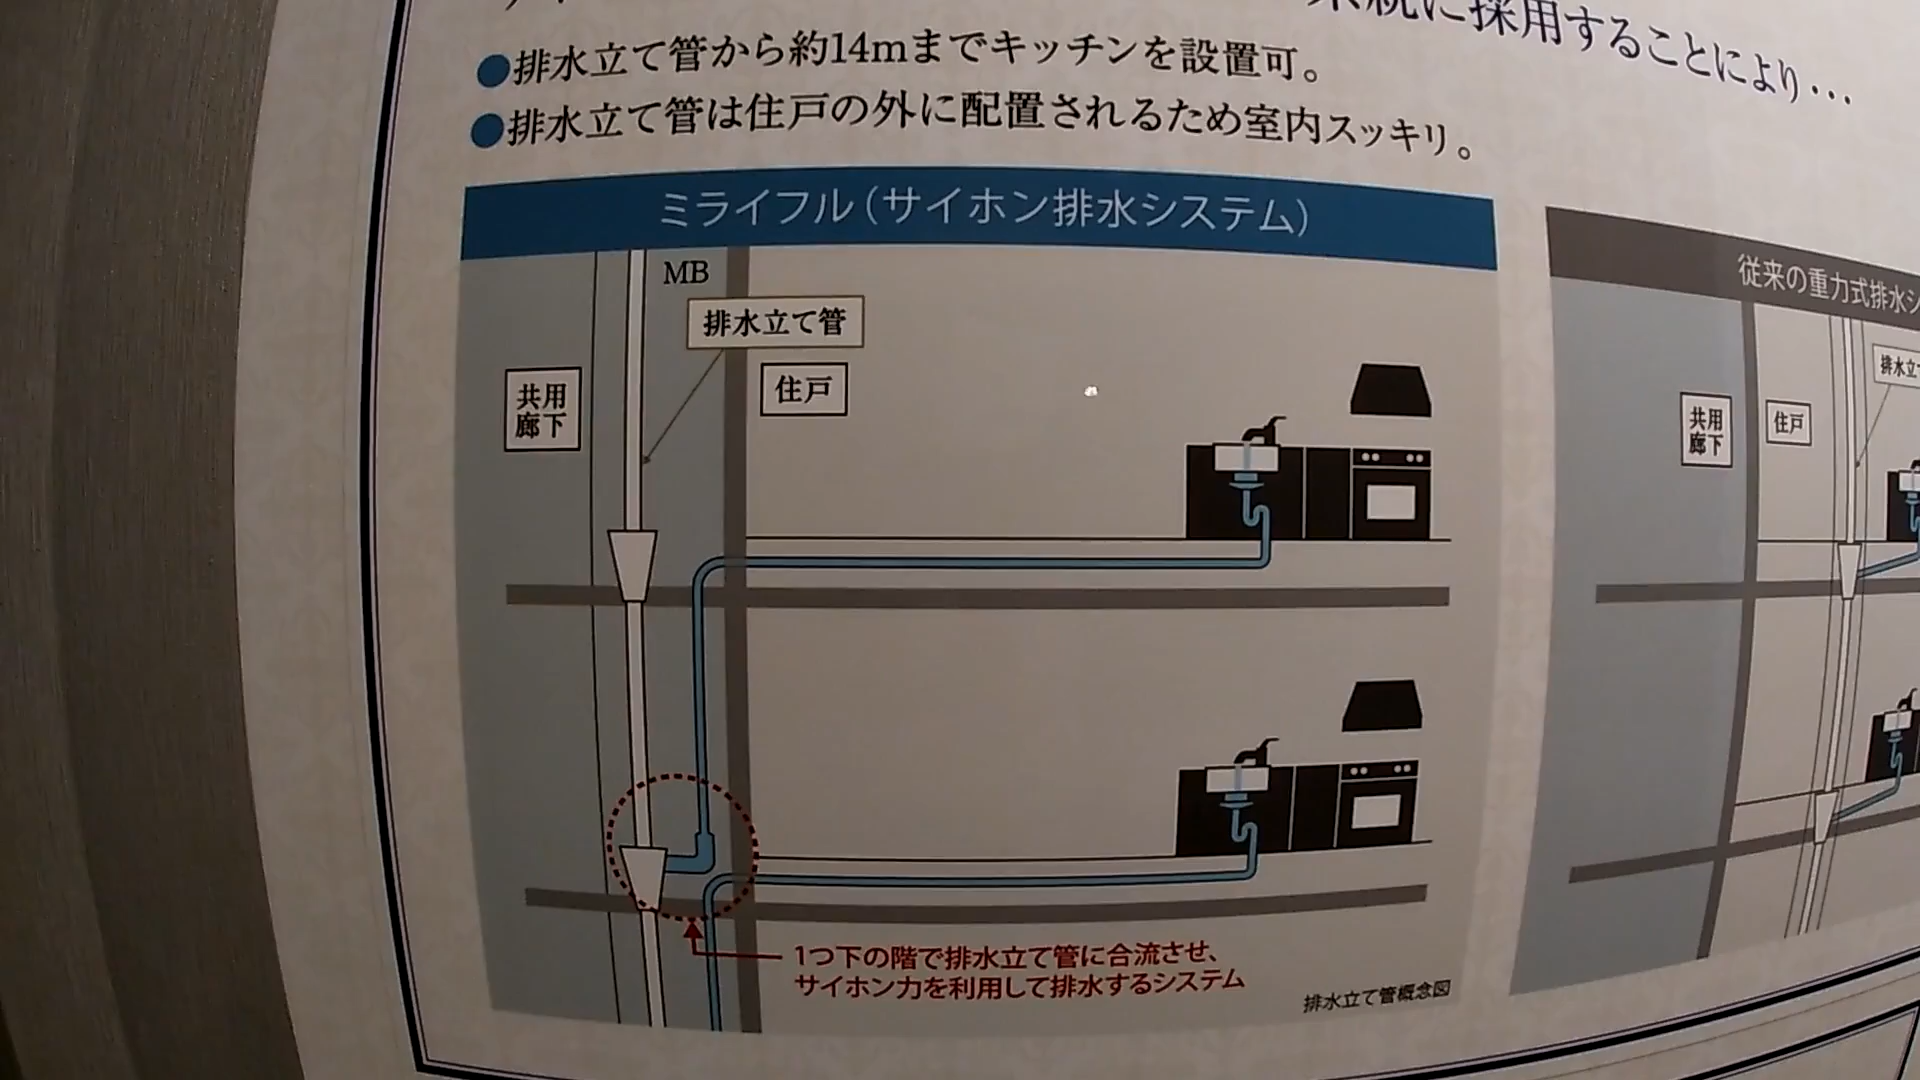 系統に採用することにより・・・
●排水立て管から約14mまでキッチンを設置可。
●排水立て管は住戸の外に配置されるため室内スッキリ。
ミライフル（サイホン排水システム）
MB
排水立て管
共用
廊下
住戸
1つ下の階で排水立て管に合流させ、
サイホン力を利用して排水するシステム
排水立て管概念図
従来の重力式排水シ
排水立
共用
廊下
住戸